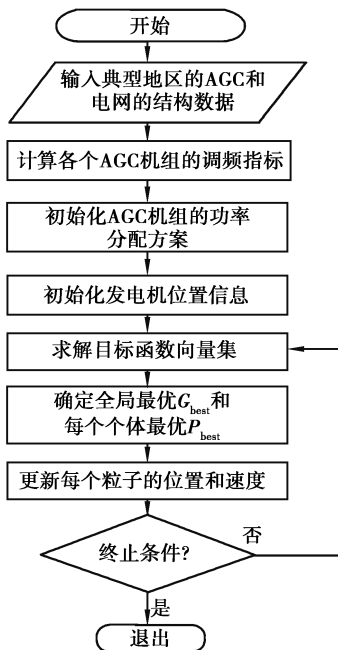 开始
输入典型地区的AGC和
电网的结构数据
计算各个AGC机组的调频指标
初始化AGC机组的功率
分配方案
初始化发电机位置信息
求解目标函数向量集
确定全局最优Gbest和
每个个体最优Pbest
更新每个粒子的位置和速度
终止条件?
否
是
退出